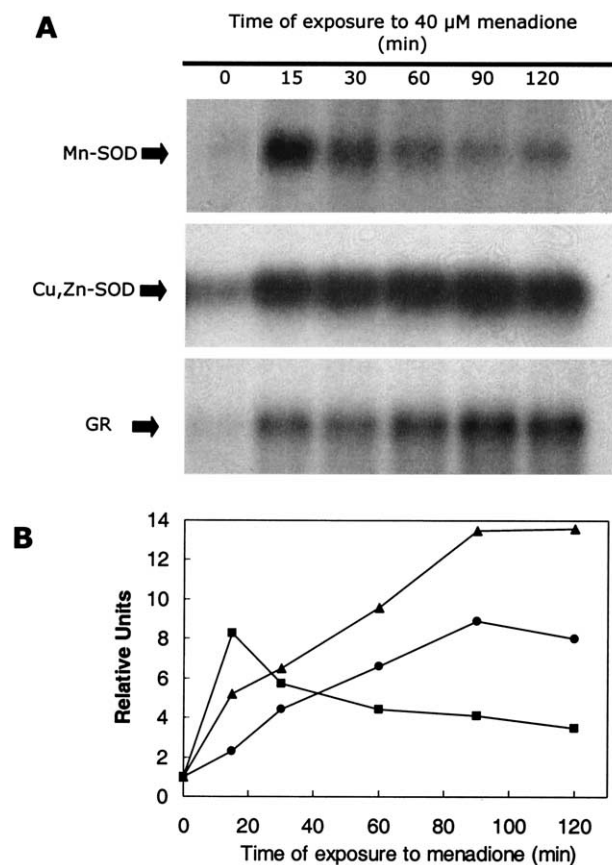 A
Time of exposure to 40 µM menadione
(min)
0 15 30 60 90 120
Mn-SOD
Cu,Zn-SOD
GR
B
14
12
10
8
6
4
2
0
Relative Units
0 20 40 60 80 100 120
Time of exposure to menadione (min)